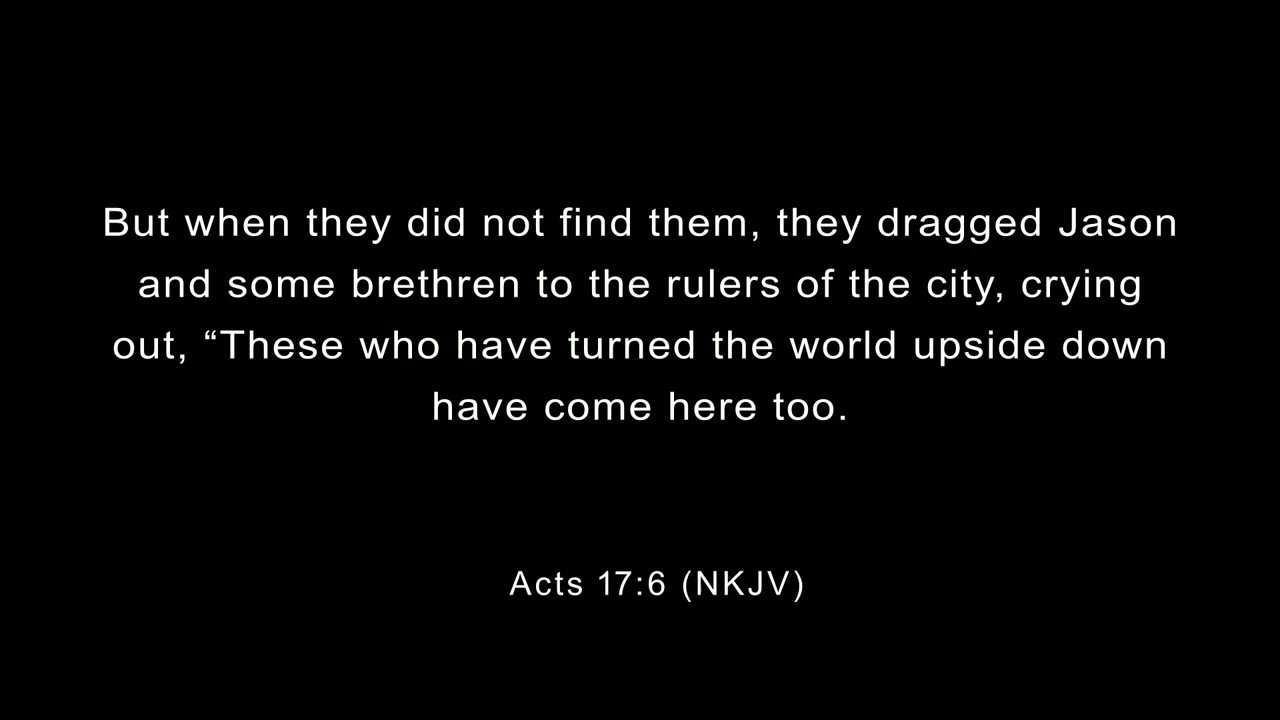 But when they did not find them, they dragged Jason
and some brethren to the rulers of the city, crying
out, “These who have turned the world upside down
have come here too.
Acts 17:6 (NKJV)